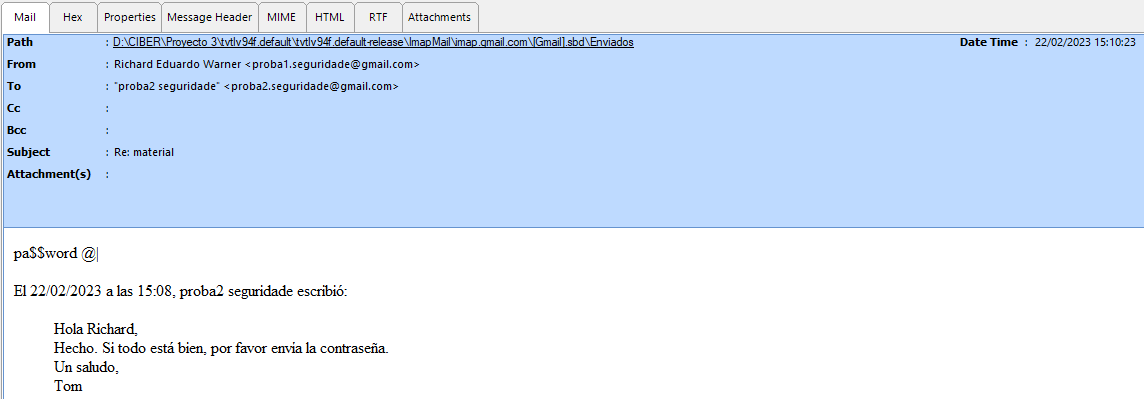 Mail Hex Properties Message Header MIME HTML RTF Attachments
Path : D:\CIBER\Proyecto 3\tvtlv94f.default\tvtlv94f.default-release\ImapMail\imap.gmail.com\[Gmail].sbd\Enviados Date Time : 22/02/2023 15:10:23
From : Richard Eduardo Warner <proba1.seguridade@gmail.com>
To : "proba2 seguridade" <proba2.seguridade@gmail.com>
Cc :
Bcc :
Subject : Re: material
Attachment(s) :
pa$$word @|
El 22/02/2023 a las 15:08, proba2 seguridade escribió:
Hola Richard,
Hecho. Si todo está bien, por favor envía la contraseña.
Un saludo,
Tom